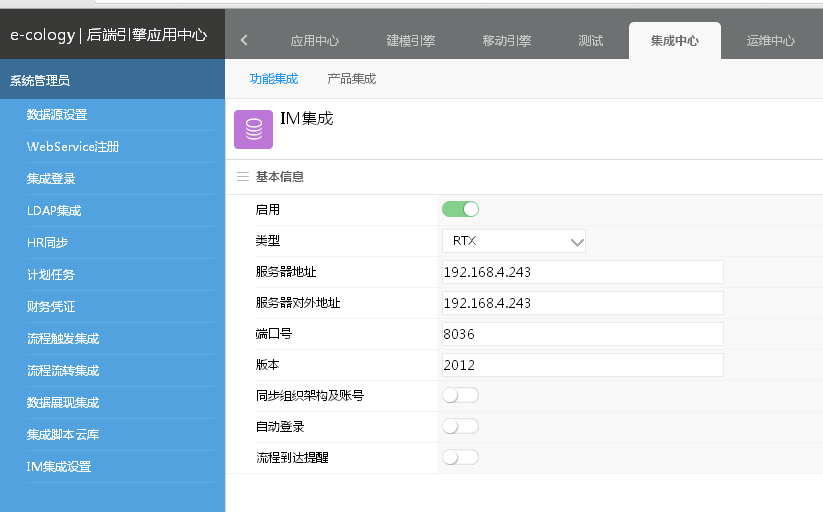 e-cology | 后端引擎应用中心
应用中心 建模引擎 移动引擎 测试 集成中心 运维中心
系统管理员
功能集成 产品集成
数据源设置
WebService注册
集成登录
LDAP集成
HR同步
计划任务
财务凭证
流程触发集成
流程流转集成
数据展现集成
集成脚本云库
IM集成设置
IM集成
基本信息
启用
类型 RTX
服务器地址 192.168.4.243
服务器对外地址 192.168.4.243
端口号 8036
版本 2012
同步组织架构及账号
自动登录
流程到达提醒